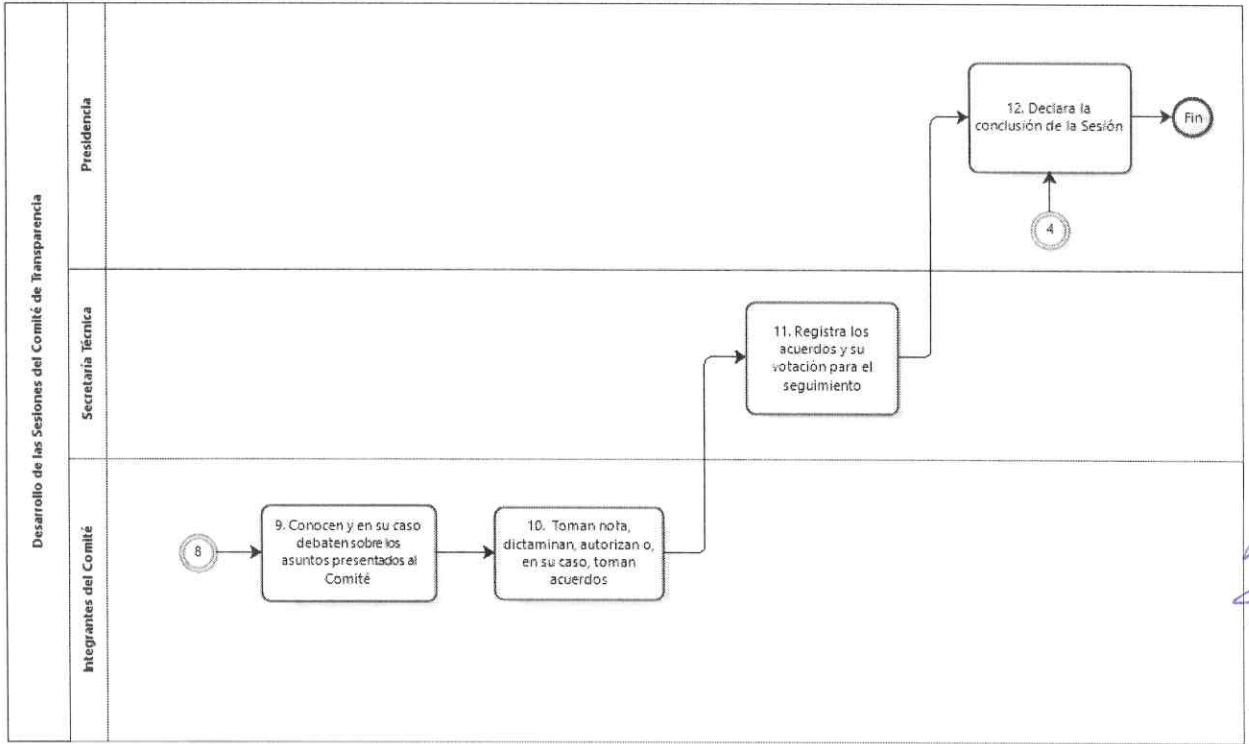 Desarrollo de las Sesiones del Comité de Transparencia
Presidencia
12. Declara la
conclusión de la Sesión
Fin
4
Secretaría Técnica
11. Registra los
acuerdos y su
votación para el
seguimiento
Integrantes del Comité
8
9. Conocen y en su caso
debaten sobre los
asuntos presentados al
Comité
10. Toman nota,
dictaminan, autorizan o,
en su caso, toman
acuerdos